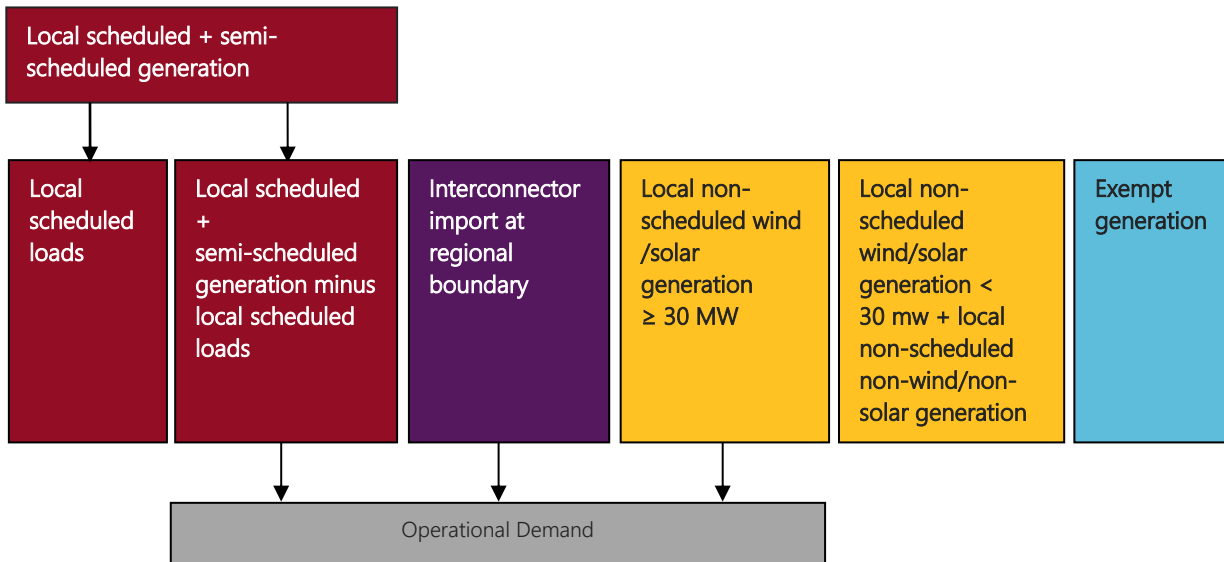 Local scheduled + semi-
scheduled generation
Local
scheduled
loads
Local scheduled
+
semi-scheduled
generation minus
local scheduled
loads
Interconnector
import at
regional
boundary
Local non-
scheduled wind
/solar
generation
≥ 30 MW
Local non-
scheduled
wind/solar
generation <
30 mw + local
non-scheduled
non-wind/non-
solar generation
Exempt
generation
Operational Demand